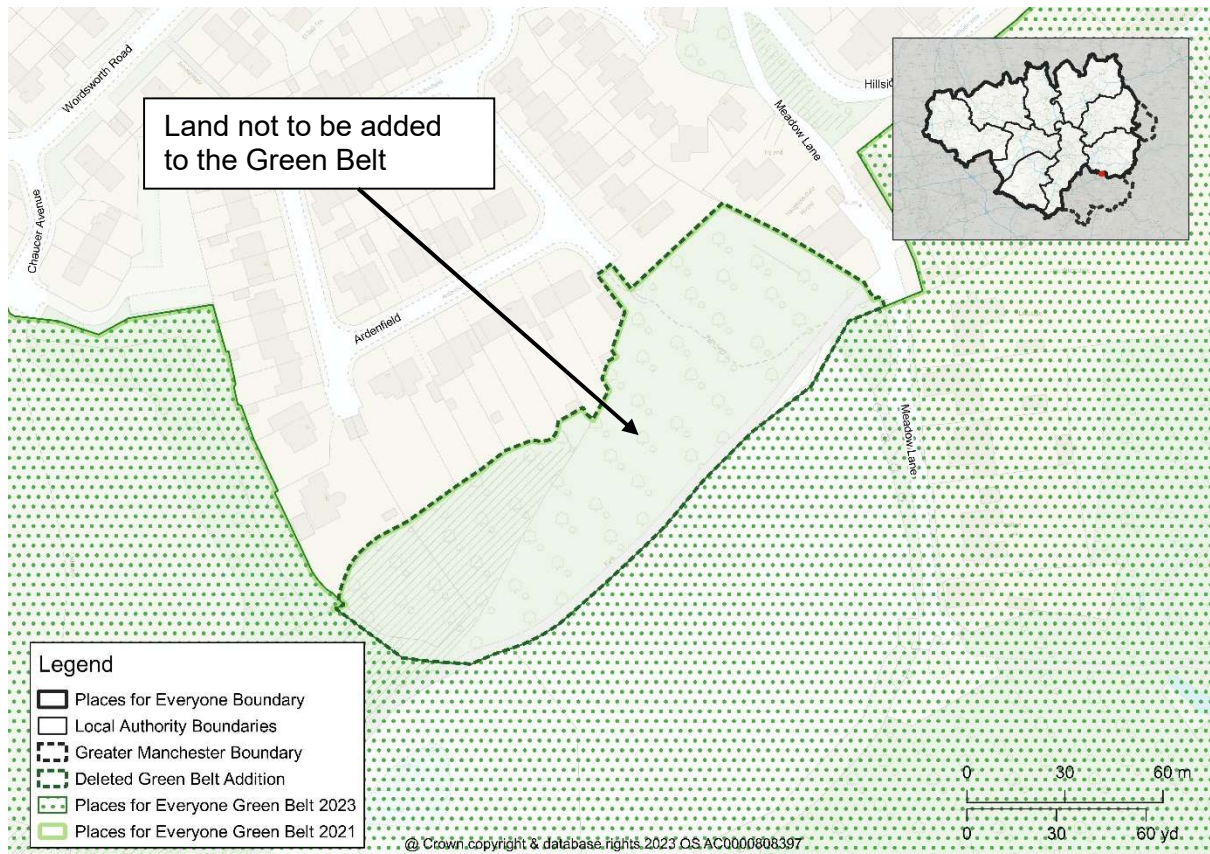 Wordsworth Road
Hillsi
Land not to be added
to the Green Belt
Meadow Lane
Chaucer Avenue
Ardenfield
Meadow Lane
Legend
Places for Everyone Boundary
Local Authority Boundaries
Greater Manchester Boundary
Deleted Green Belt Addition
Places for Everyone Green Belt 2023
Places for Everyone Green Belt 2021
0 30 60 m
0 30 60 yd
@ Crown copyright & database rights 2023 OS AC0000808397